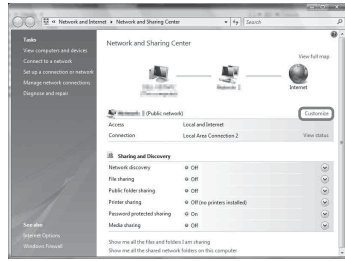 Network and Internet ▸ Network and Sharing Center
Search
Tasks
View computers and devices
Connect to a network
Set up a connection or network
Manage network connections
Diagnose and repair
See also
Internet Options
Windows Firewall
Network and Sharing Center
View full map
Internet
(Public network)
Customize
Access Local and Internet
Connection Local Area Connection 2 View status
Sharing and Discovery
Network discovery Off
File sharing Off
Public folder sharing Off
Printer sharing Off (no printers installed)
Password protected sharing On
Media sharing Off
Show me all the files and folders I am sharing
Show me all the shared network folders on this computer